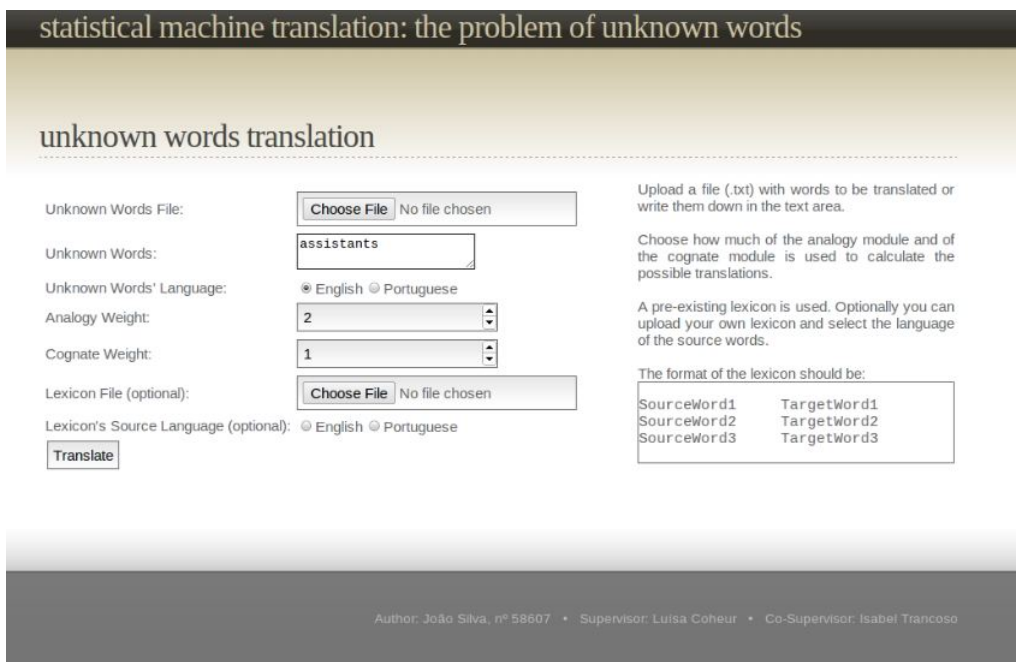 statistical machine translation: the problem of unknown words
unknown words translation
Unknown Words File:
Choose File No file chosen
Unknown Words:
assistants
Unknown Words' Language:
English Portuguese
Analogy Weight:
2
Cognate Weight:
1
Lexicon File (optional):
Choose File No file chosen
Lexicon's Source Language (optional):
English Portuguese
Translate
Upload a file (.txt) with words to be translated or
write them down in the text area.
Choose how much of the analogy module and of
the cognate module is used to calculate the
possible translations.
A pre-existing lexicon is used. Optionally you can
upload your own lexicon and select the language
of the source words.
The format of the lexicon should be:
SourceWord1 TargetWord1
SourceWord2 TargetWord2
SourceWord3 TargetWord3
Author: João Silva, nº 58607 • Supervisor: Luísa Coheur • Co-Supervisor: Isabel Trancoso